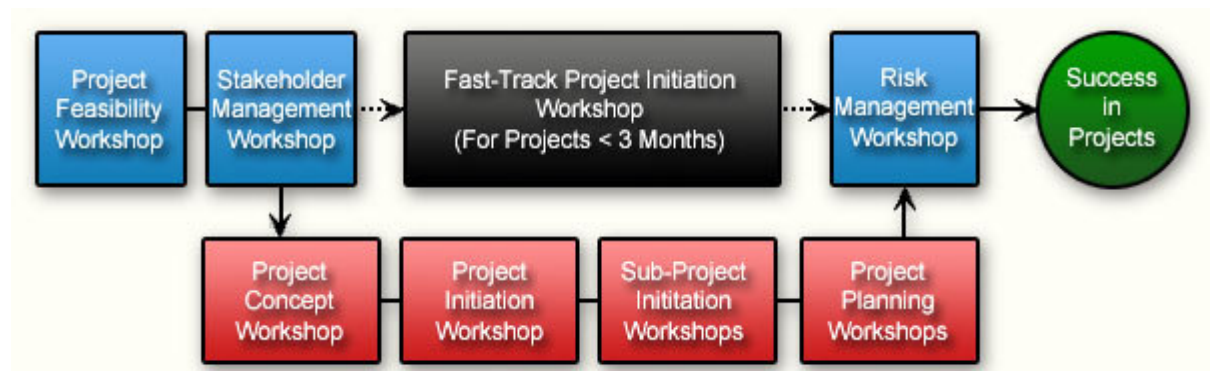 Project
Feasibility
Workshop
Stakeholder
Management
Workshop
Fast-Track Project Initiation
Workshop
(For Projects < 3 Months)
Risk
Management
Workshop
Success
in
Projects
Project
Concept
Workshop
Project
Initiation
Workshop
Sub-Project
Inititation
Workshops
Project
Planning
Workshops